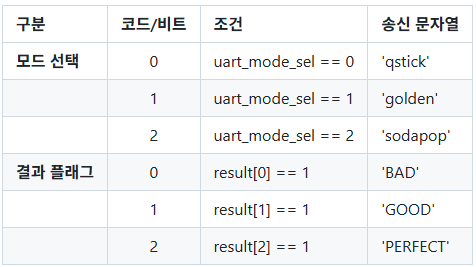 구분 코드/비트 조건 송신 문자열
모드 선택 0 uart_mode_sel == 0 'qstick'
1 uart_mode_sel == 1 'golden'
2 uart_mode_sel == 2 'sodapop'
결과 플래그 0 result[0] == 1 'BAD'
1 result[1] == 1 'GOOD'
2 result[2] == 1 'PERFECT'